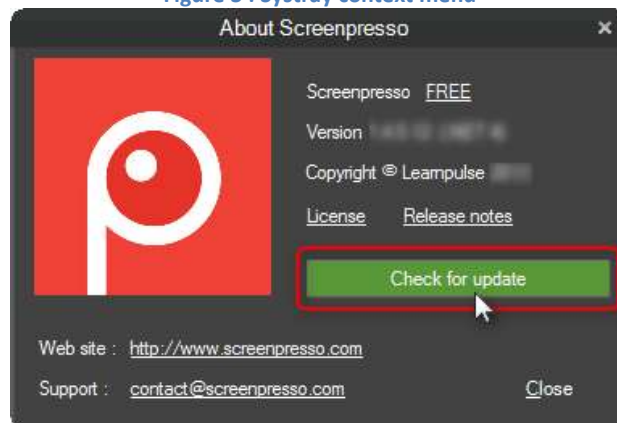 About Screenpresso
Screenpresso FREE
Version
Copyright © Learnpulse
License Release notes
Check for update
Web site : http://www.screenpresso.com
Support : contact@screenpresso.com
Close